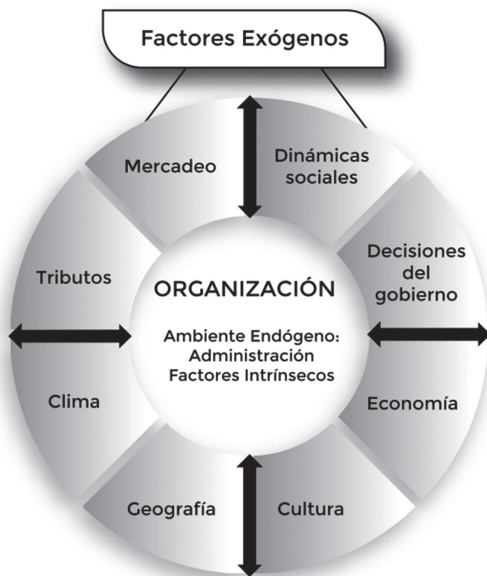 Factores Exógenos
Mercadeo
Dinámicas
sociales
Tributos
Decisiones
del
gobierno
ORGANIZACIÓN
Ambiente Endógeno:
Administración
Factores Intrínsecos
Clima
Economía
Geografía
Cultura